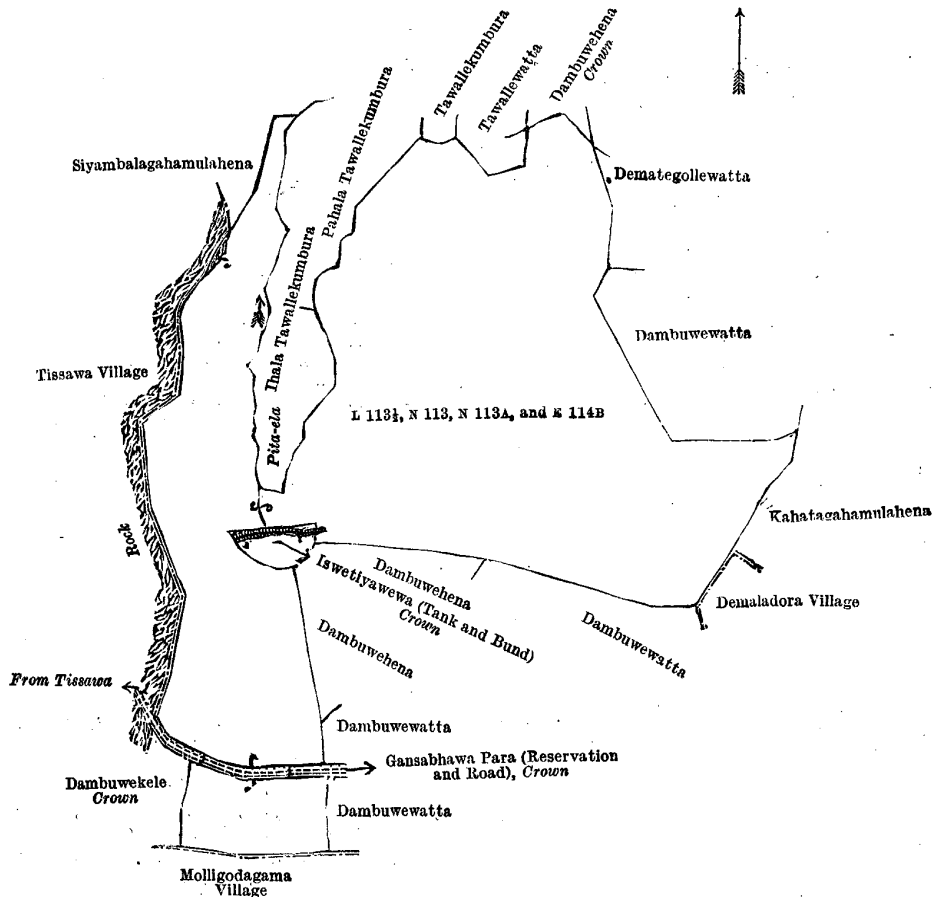 Tawallekumbura
Tawallewatta
Dambuwehena
Crown
Siyambalagahamulahena
Pahala Tawallekumbura
Demategollewatta
Ihala Tawallekumbura
Dambuwewatta
Tissawa Village
L 113½, N 113, N 113A, and E 114B
Pita-ela
Rock
Kahatagahamulahena
Dambuwehena
Iswetiyawewa (Tank and Bund)
Crown
Demaladora Village
Dambuwewatta
Dambuwehena
From Tissawa
Dambuwewatta
Gansabhawa Para (Reservation
and Road), Crown
Dambuwekele
Crown
Dambuwewatta
Molligodagama
Village